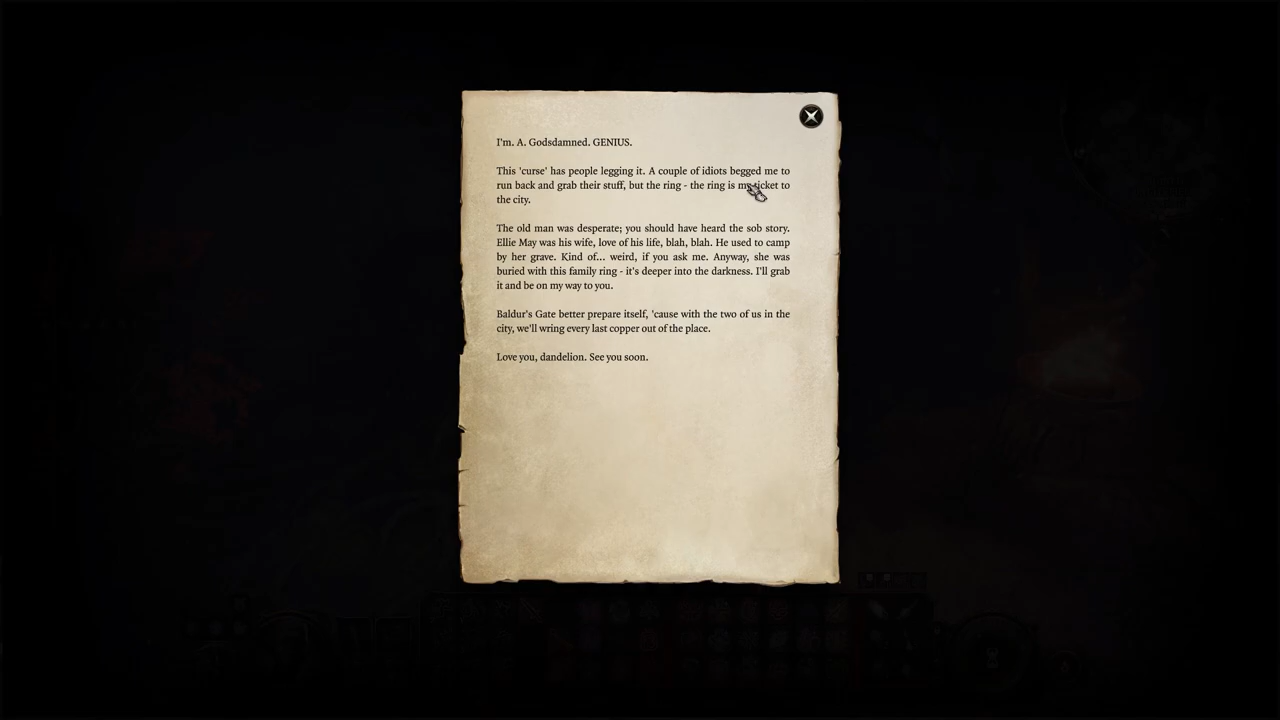 I'm. A. Godsdamned. GENIUS.
This 'curse' has people legging it. A couple of idiots begged me to
run back and grab their stuff, but the ring - the ring is my ticket to
the city.
The old man was desperate; you should have heard the sob story.
Ellie May was his wife, love of his life, blah, blah. He used to camp
by her grave. Kind of... weird, if you ask me. Anyway, she was
buried with this family ring - it's deeper into the darkness. I'll grab
it and be on my way to you.
Baldur's Gate better prepare itself, 'cause with the two of us in the
city, we'll wring every last copper out of the place.
Love you, dandelion. See you soon.